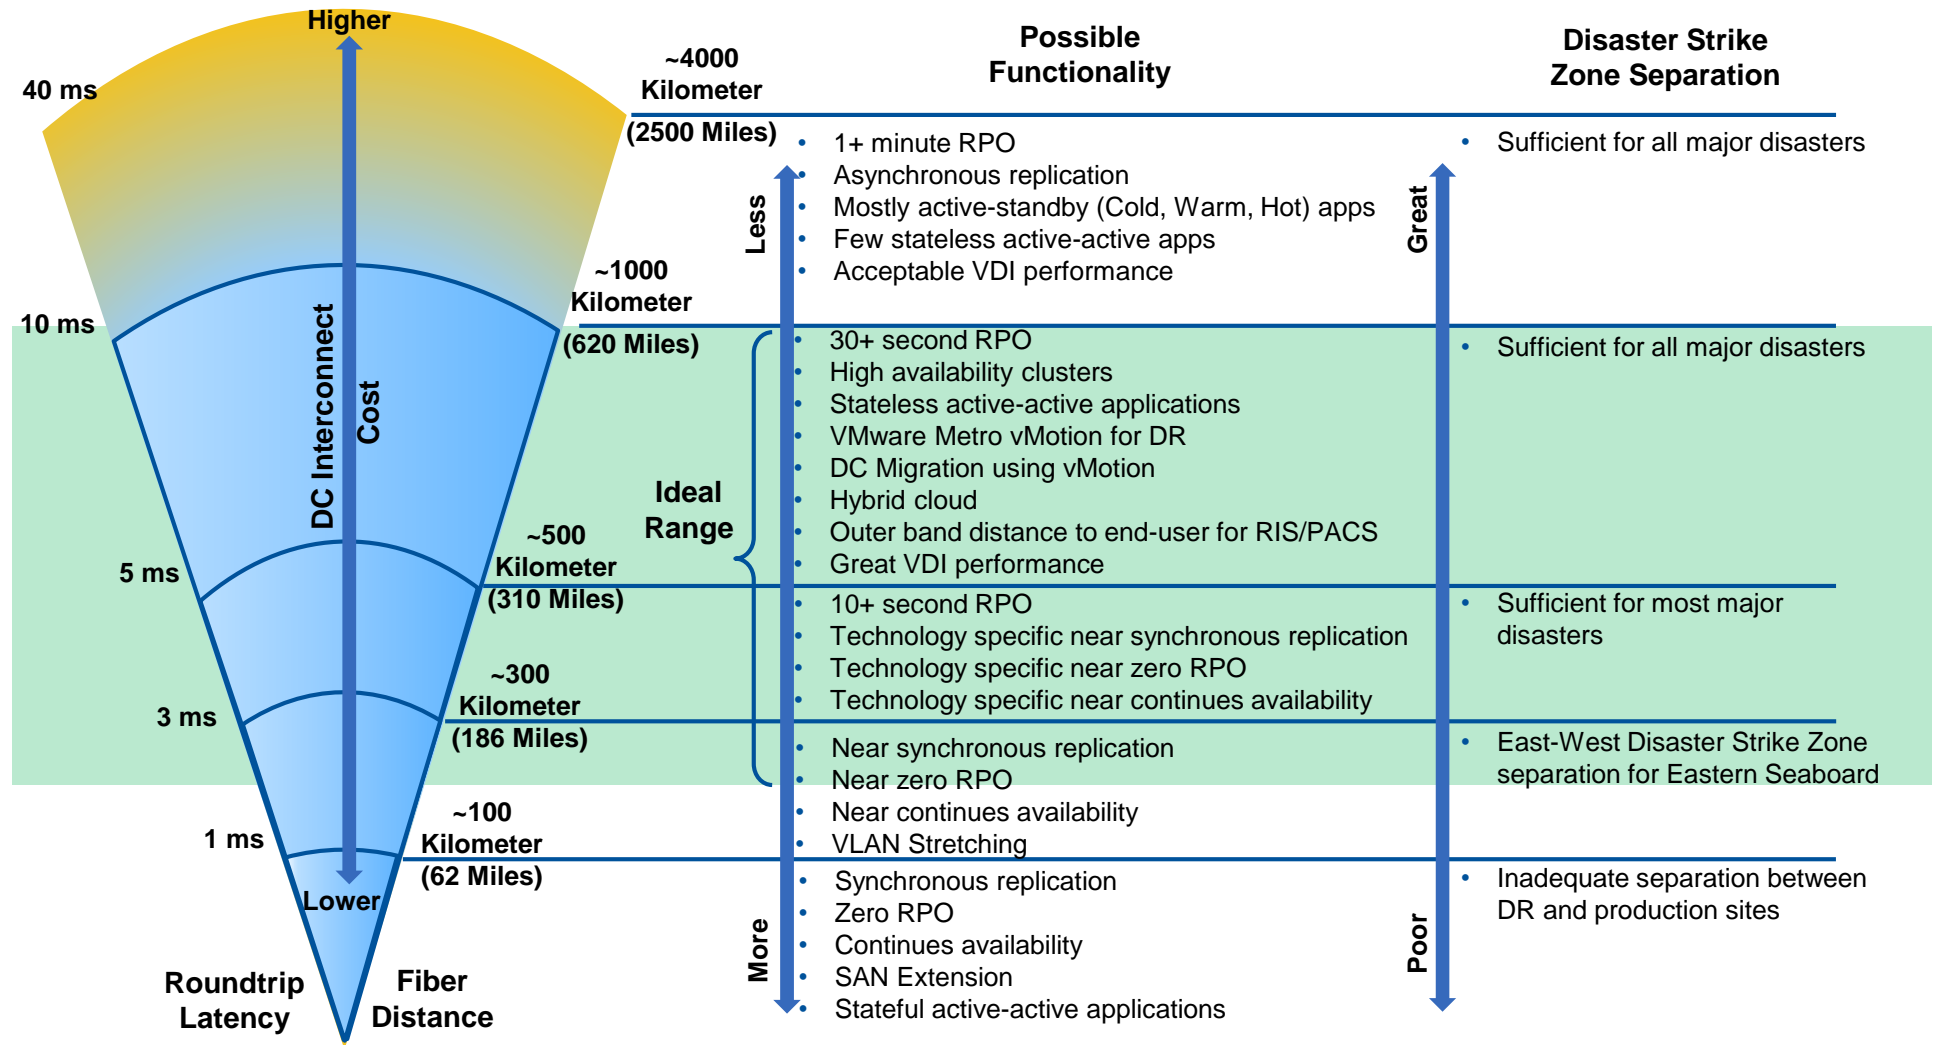 Higher
40 ms
10 ms
5 ms
3 ms
1 ms
DC Interconnect
Cost
Lower
Roundtrip
Latency
Fiber
Distance
~4000
Kilometer
(2500 Miles)
~1000
Kilometer
(620 Miles)
~500
Kilometer
(310 Miles)
~300
Kilometer
(186 Miles)
~100
Kilometer
(62 Miles)
Ideal
Range
Less
More
Possible
Functionality
• 1+ minute RPO
• Asynchronous replication
• Mostly active-standby (Cold, Warm, Hot) apps
• Few stateless active-active apps
• Acceptable VDI performance
• 30+ second RPO
• High availability clusters
• Stateless active-active applications
• VMware Metro vMotion for DR
• DC Migration using vMotion
• Hybrid cloud
• Outer band distance to end-user for RIS/PACS
• Great VDI performance
• 10+ second RPO
• Technology specific near synchronous replication
• Technology specific near zero RPO
• Technology specific near continues availability
• Near synchronous replication
• Near zero RPO
• Near continues availability
• VLAN Stretching
• Synchronous replication
• Zero RPO
• Continues availability
• SAN Extension
• Stateful active-active applications
Disaster Strike
Zone Separation
Great
Poor
• Sufficient for all major disasters
• Sufficient for all major disasters
• Sufficient for most major
disasters
• East-West Disaster Strike Zone
separation for Eastern Seaboard
• Inadequate separation between
DR and production sites